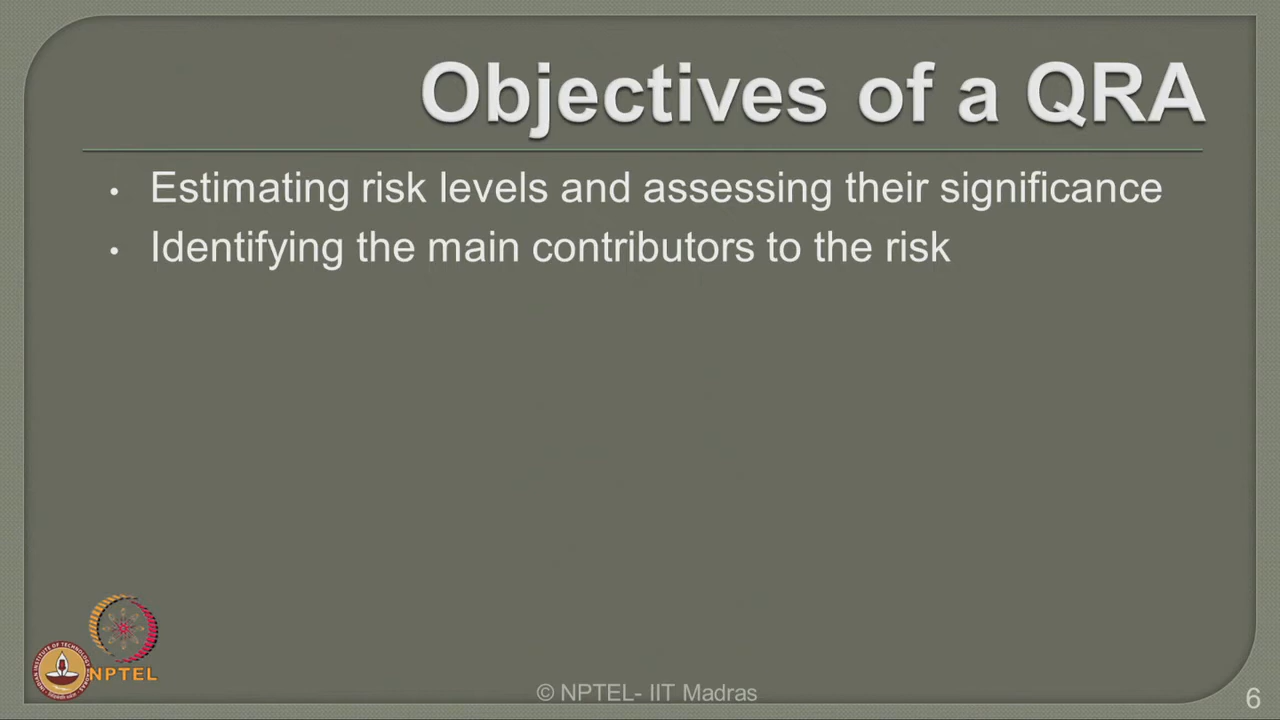 Objectives of a QRA
• Estimating risk levels and assessing their significance
• Identifying the main contributors to the risk
NPTEL
© NPTEL- IIT Madras
6